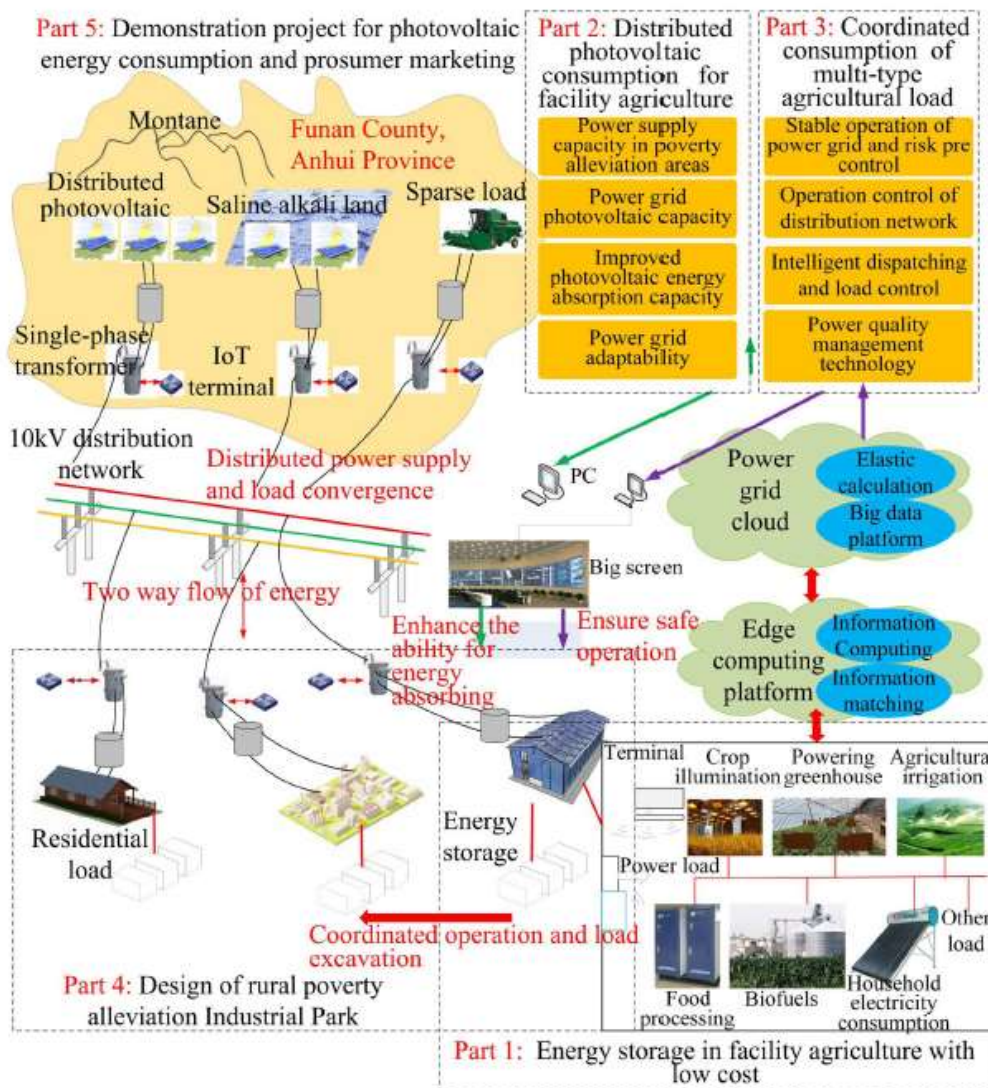 Part 5: Demonstration project for photovoltaic
energy consumption and prosumer marketing
Montane
Funan County,
Anhui Province
Distributed
photovoltaic
Saline alkali land
Sparse load
Single-phase
transformer
IoT
terminal
10kV distribution
network
Distributed power supply
and load convergence
Two way flow of energy
Part 2: Distributed
photovoltaic
consumption for
facility agriculture
Power supply
capacity in poverty
alleviation areas
Power grid
photovoltaic capacity
Improved
photovoltaic energy
absorption capacity
Power grid
adaptability
Part 3: Coordinated
consumption of
multi-type
agricultural load
Stable operation of
power grid and risk pre
control
Operation control of
distribution network
Intelligent dispatching
and load control
Power quality
management
technology
PC
Big screen
Power
grid
cloud
Elastic
calculation
Big data
platform
Enhance the
ability for
energy
absorbing
Ensure safe
operation
Edge
computing
platform
Information
Computing
Information
matching
Residential
load
Energy
storage
Coordinated operation and load
excavation
Part 4: Design of rural poverty
alleviation Industrial Park
Terminal
Crop
illumination
Powering
greenhouse
Agricultural
irrigation
Power load
Other
load
Food
processing
Biofuels
Household
electricity
consumption
Part 1: Energy storage in facility agriculture with
low cost